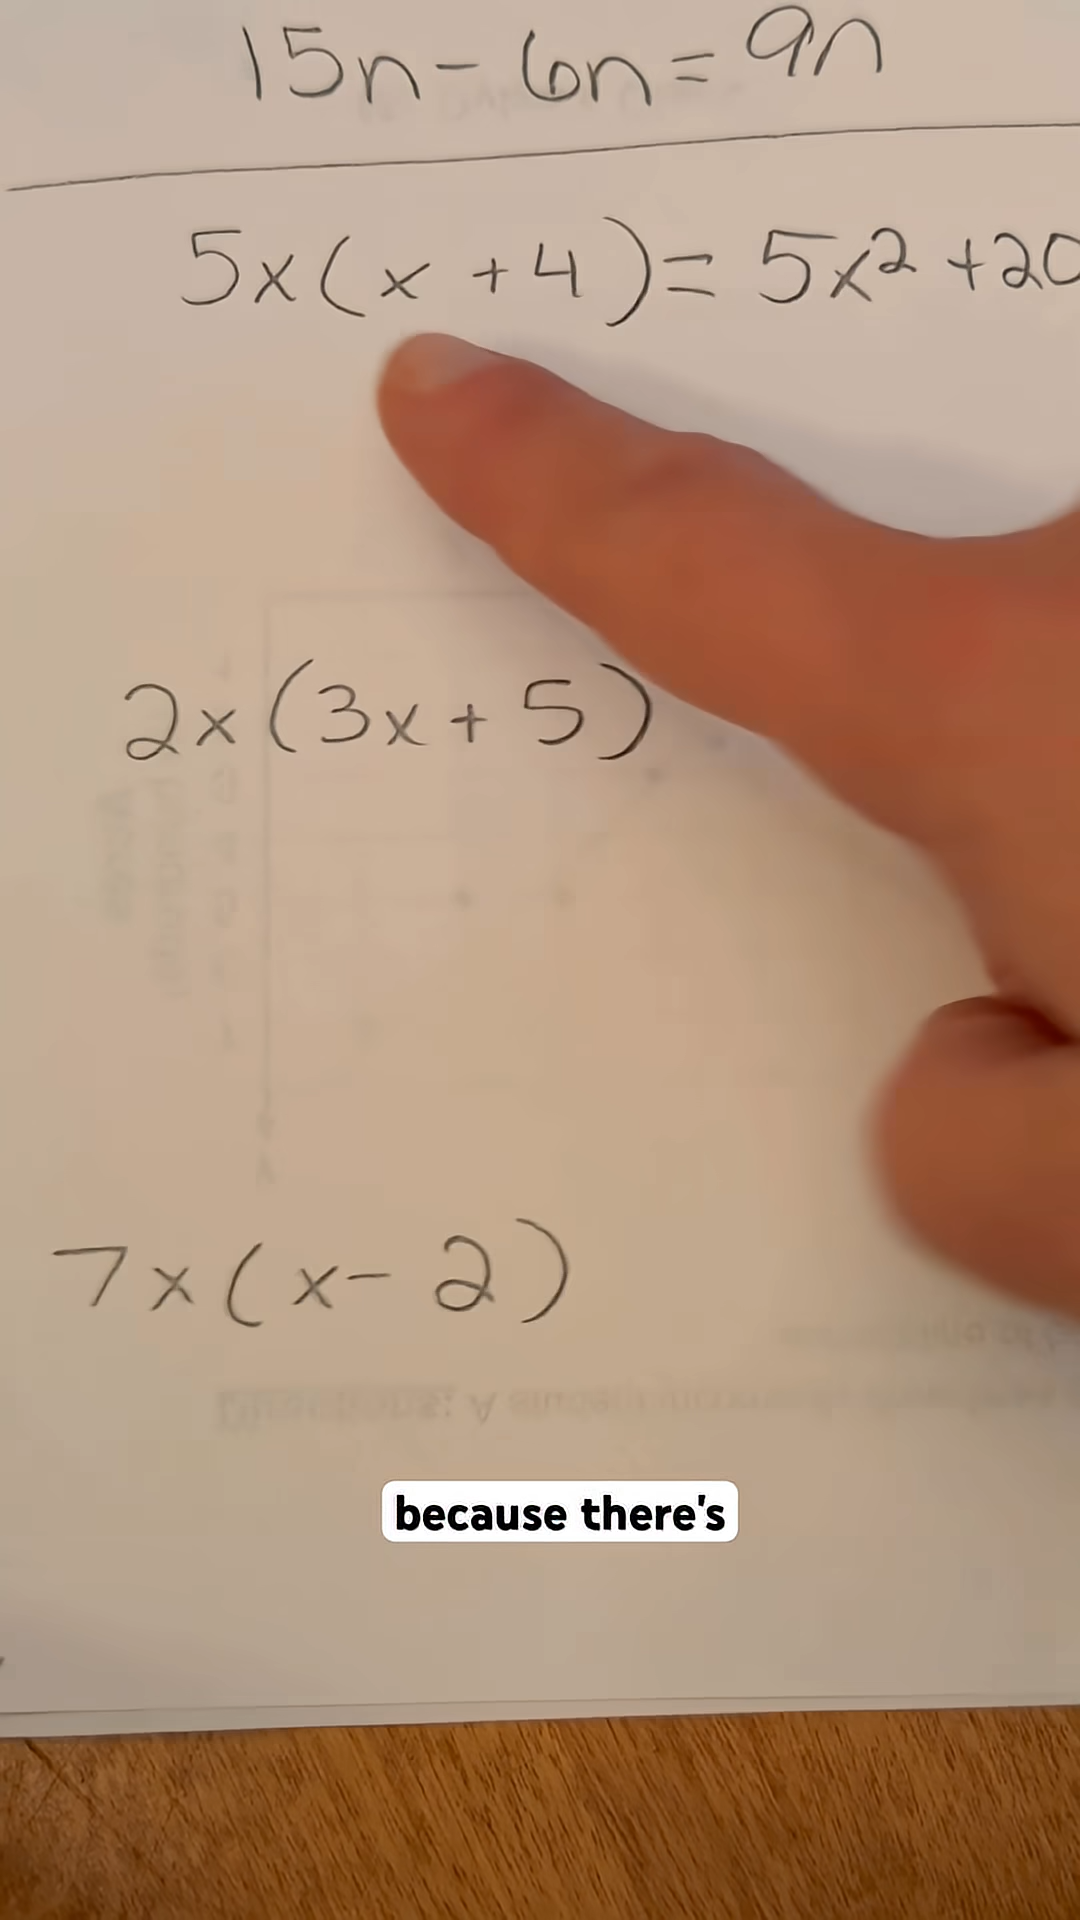 15n - 6n = 9n
5x(x + 4) = 5x² + 20
2x(3x + 5)
7x(x - 2)
because there's